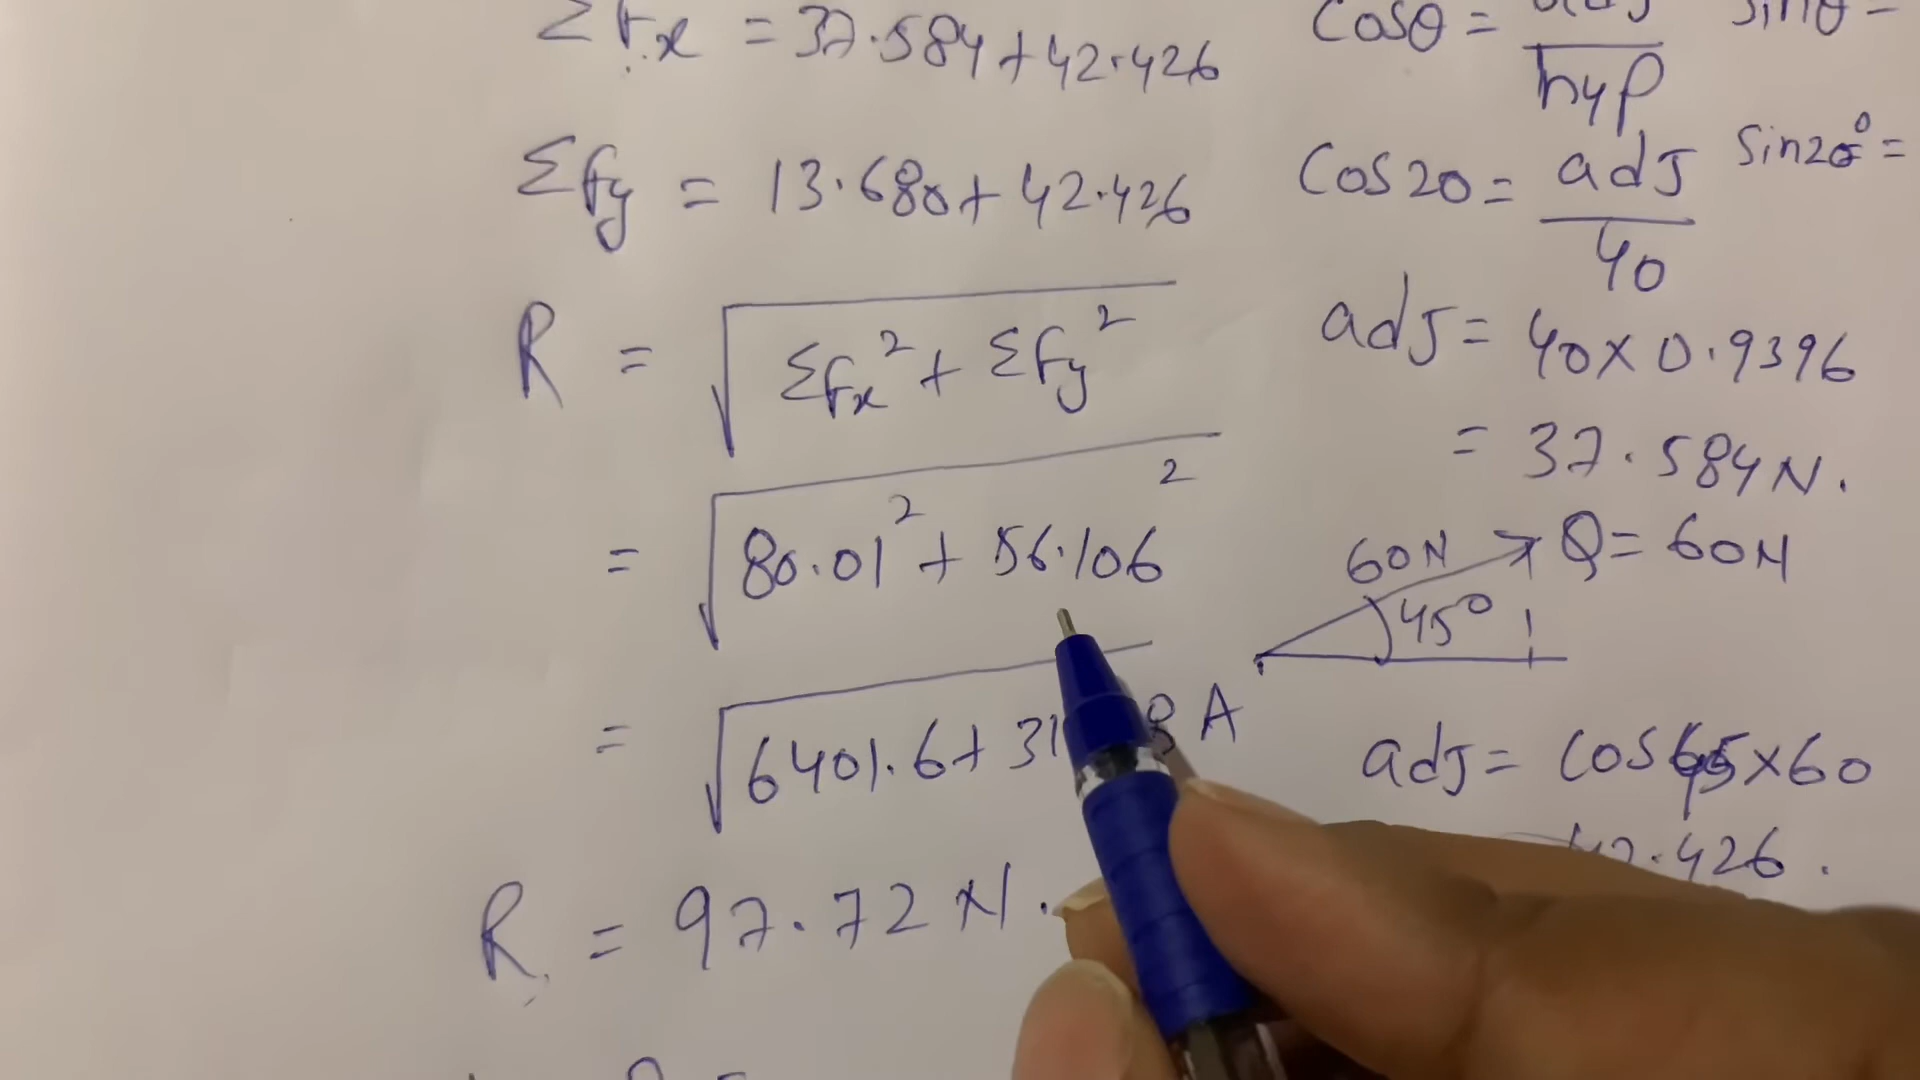 ΣFx = 37.584 + 42.426
Σfy = 13.680 + 42.426
R = √(Σfx² + Σfy²)
= √(80.01² + 56.106²)
= √(6401.6 + 31
R = 97.72 N.
Cosθ = adj/hyp
sinθ =
Cos20 = adj/40
Sin20° =
adj = 40 × 0.9396
= 37.584 N.
60N Q = 60N
45°
A
adj = cos45 × 60
42.426.